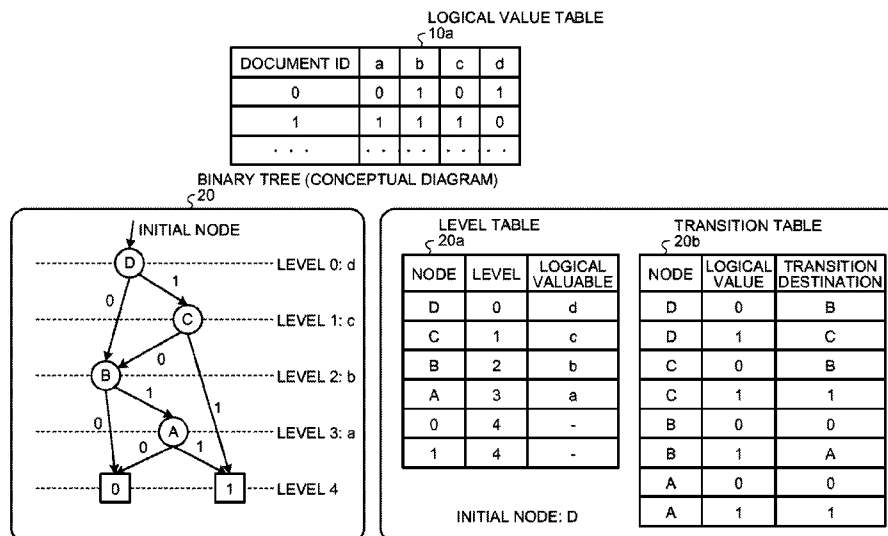 LOGICAL VALUE TABLE
10a
DOCUMENT ID a b c d
0 0 1 0 1
1 1 1 1 0
. . . . . . . . . . . . . . .
BINARY TREE (CONCEPTUAL DIAGRAM)
20
INITIAL NODE
D
LEVEL 0: d
0
1
C
LEVEL 1: c
0
B
LEVEL 2: b
1
1
0
A
LEVEL 3: a
0
1
0
1
LEVEL 4
LEVEL TABLE
20a
NODE LEVEL LOGICAL VALUABLE
D 0 d
C 1 c
B 2 b
A 3 a
0 4 -
1 4 -
INITIAL NODE: D
TRANSITION TABLE
20b
NODE LOGICAL VALUE TRANSITION DESTINATION
D 0 B
D 1 C
C 0 B
C 1 1
B 0 0
B 1 A
A 0 0
A 1 1